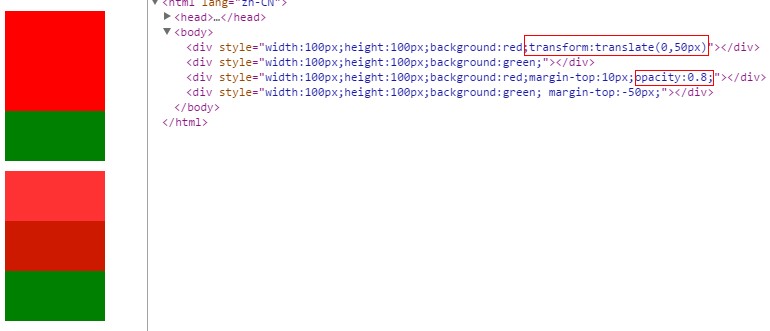 <html lang="zh-CN">
<head>…</head>
<body>
<div style="width:100px;height:100px;background:red;transform:translate(0,50px)"></div>
<div style="width:100px;height:100px;background:green;"></div>
<div style="width:100px;height:100px;background:red;margin-top:10px;opacity:0.8;"></div>
<div style="width:100px;height:100px;background:green; margin-top:-50px;"></div>
</body>
</html>